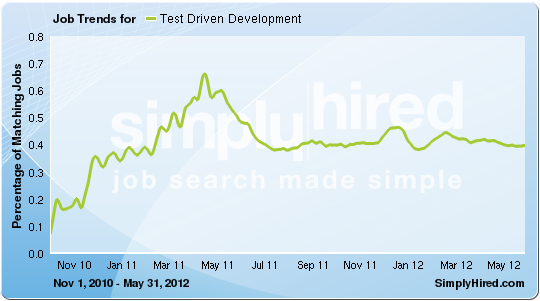 Job Trends for Test Driven Development
Percentage of Matching Jobs
0.8
0.7
0.6
0.5
0.4
0.3
0.2
0.1
0.0
simplyhired
job search made simple
Nov 10 Jan 11 Mar 11 May 11 Jul 11 Sep 11 Nov 11 Jan 12 Mar 12 May 12
Nov 1, 2010 - May 31, 2012 SimplyHired.com